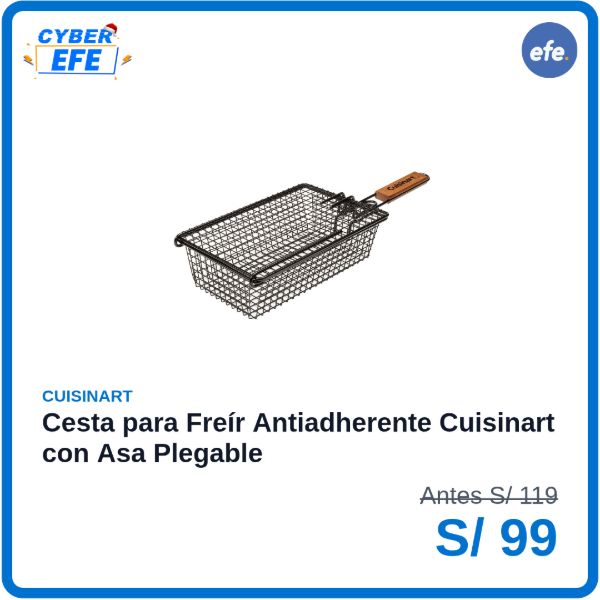 CYBER
EFE
efe.
Cuisinart
CUISINART
Cesta para Freír Antiadherente Cuisinart
con Asa Plegable
Antes S/ 119
S/ 99